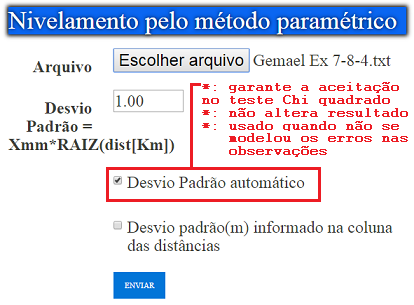 Nivelamento pelo método paramétrico
Arquivo
Escolher arquivo Gemael Ex 7-8-4.txt
Desvio
Padrão =
Xmm*RAIZ(dist[Km])
1.00
*: garante a aceitação
no teste Chi quadrado
*: não altera resultado
*: usado quando não se
modelou os erros nas
observações
Desvio Padrão automático
Desvio padrão(m) informado na coluna
das distâncias
ENVIAR